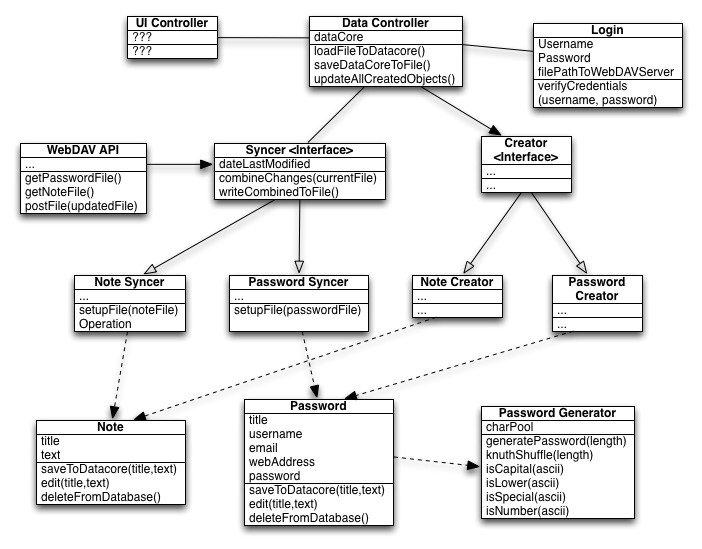 UI Controller
???
???
Data Controller
dataCore
loadFileToDatacore()
saveDataCoreToFile()
updateAllCreatedObjects()
Login
Username
Password
filePathToWebDAVServer
verifyCredentials
(username, password)
WebDAV API
...
getPasswordFile()
getNoteFile()
postFile(updatedFile)
Syncer <Interface>
dateLastModified
combineChanges(currentFile)
writeCombinedToFile()
Creator
<Interface>
...
...
Note Syncer
...
setupFile(noteFile)
Operation
Password Syncer
...
setupFile(passwordFile)
Note Creator
...
...
Password
Creator
...
...
Note
title
text
saveToDatacore(title,text)
edit(title,text)
deleteFromDatabase()
Password
title
username
email
webAddress
password
saveToDatacore(title,text)
edit(title,text)
deleteFromDatabase()
Password Generator
charPool
generatePassword(length)
knuthShuffle(length)
isCapital(ascii)
isLower(ascii)
isSpecial(ascii)
isNumber(ascii)